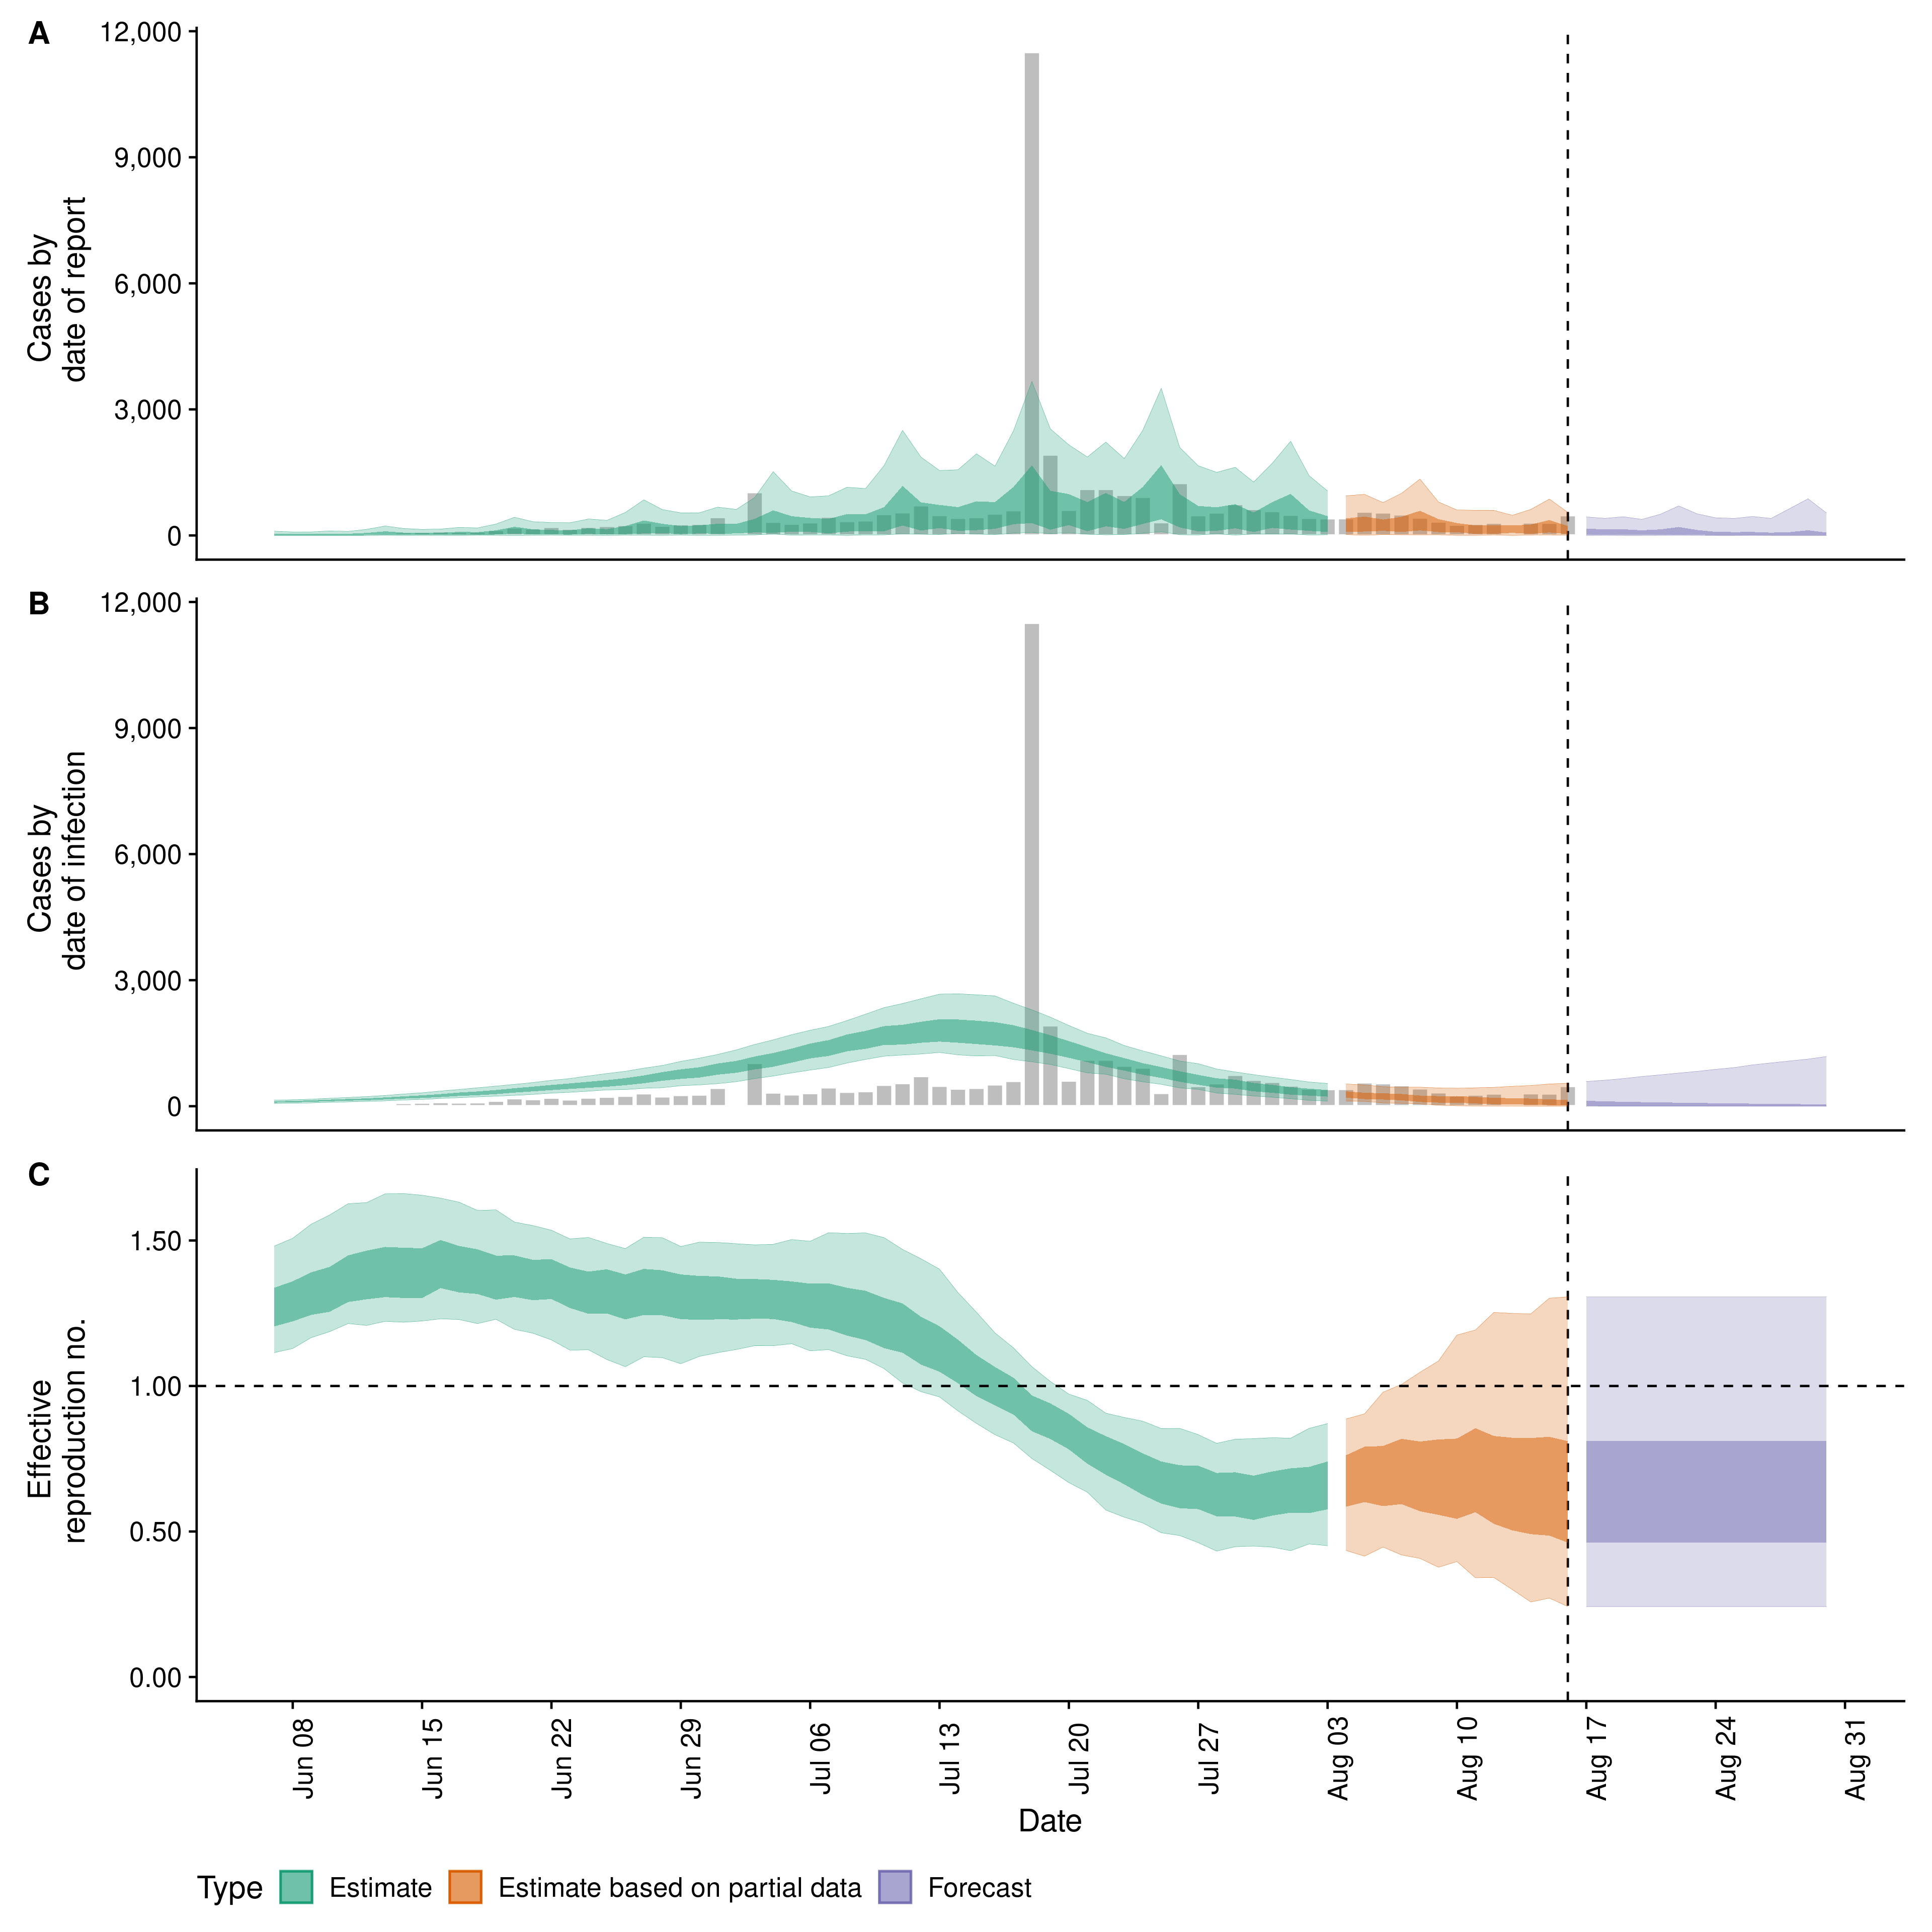 A
12,000
9,000
6,000
3,000
0
Cases by
date of report
B
12,000
9,000
6,000
3,000
0
Cases by
date of infection
C
1.50
1.00
0.50
0.00
Effective
reproduction no.
Jun 08
Jun 15
Jun 22
Jun 29
Jul 06
Jul 13
Jul 20
Jul 27
Aug 03
Aug 10
Aug 17
Aug 24
Aug 31
Date
Type Estimate Estimate based on partial data Forecast